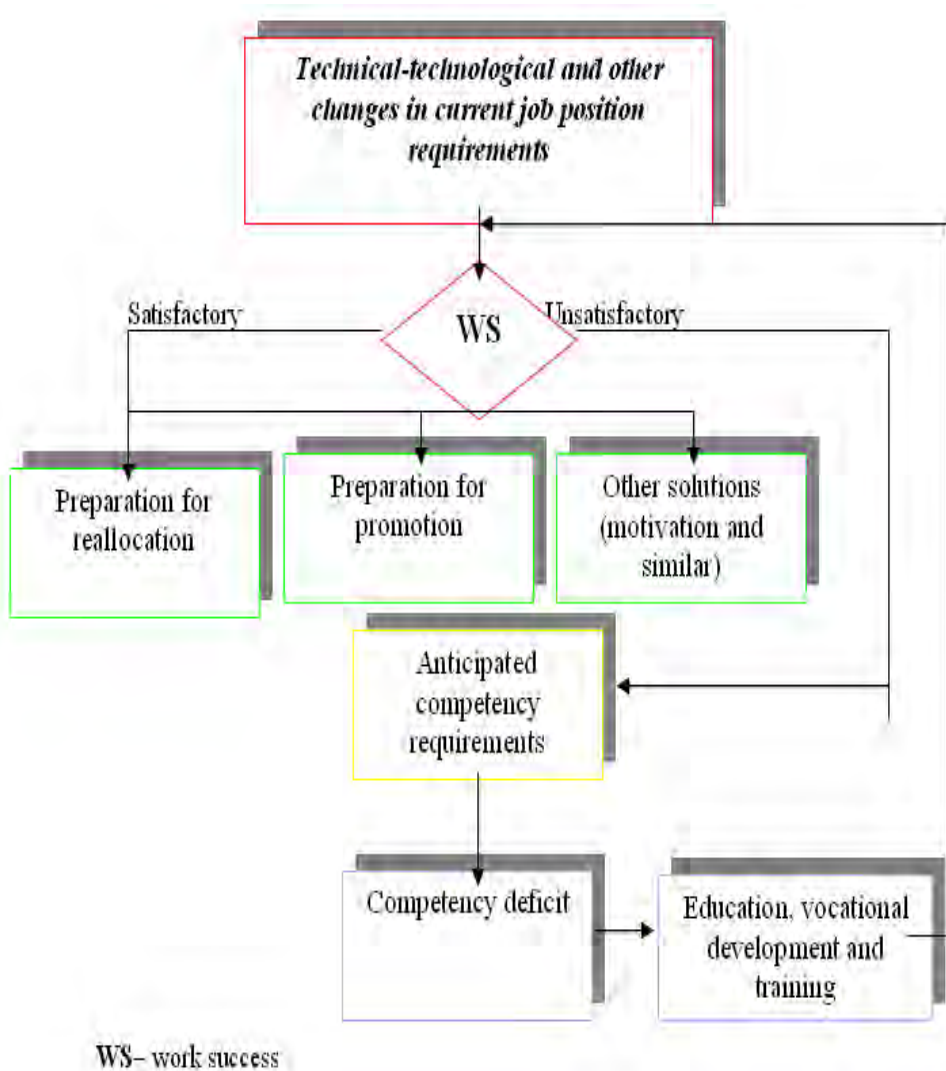 Technical-technological and other
changes in current job position
requirements
Satisfactory
WS
Unsatisfactory
Preparation for
reallocation
Preparation for
promotion
Other solutions
(motivation and
similar)
Anticipated
competency
requirements
Competency deficit
Education, vocational
development and
training
WS– work success